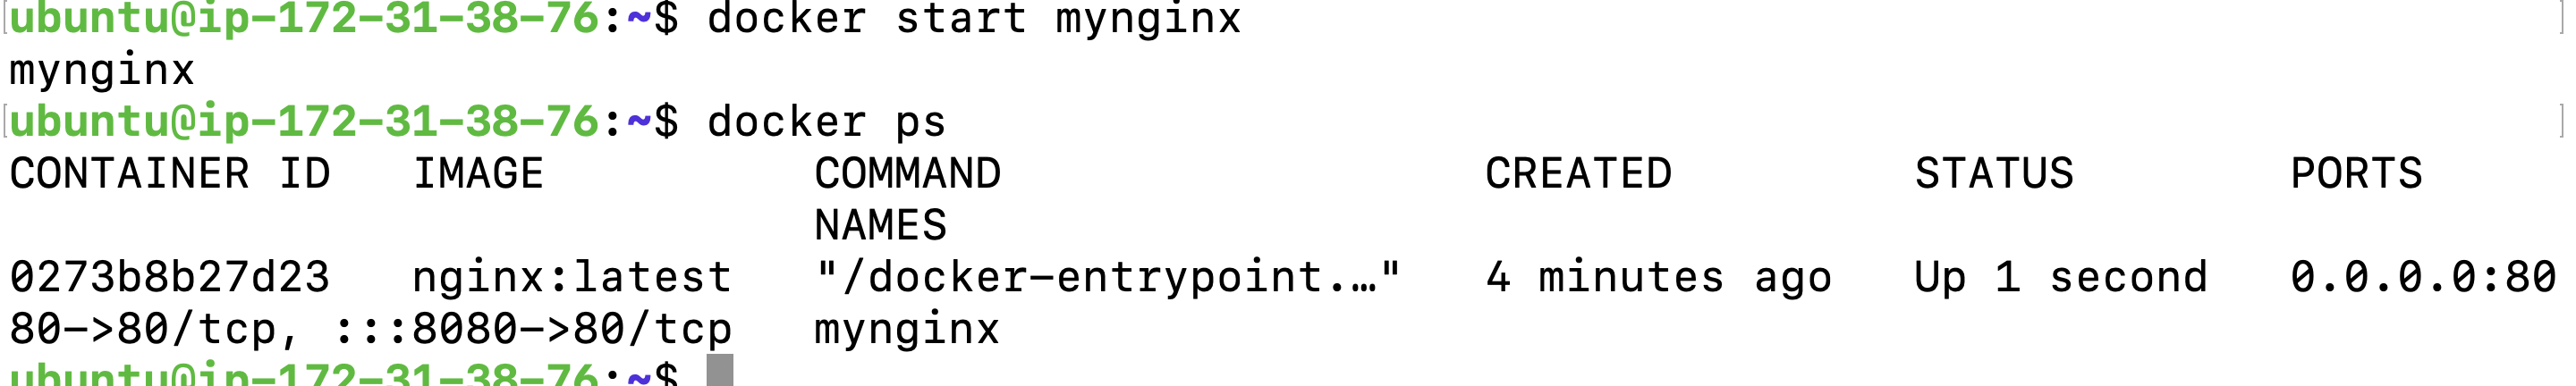 ubuntu@ip-172-31-38-76:~$ docker start mynginx
mynginx
ubuntu@ip-172-31-38-76:~$ docker ps
CONTAINER ID   IMAGE          COMMAND                  CREATED         STATUS        PORTS
                              NAMES
0273b8b27d23   nginx:latest   "/docker-entrypoint.…"   4 minutes ago   Up 1 second   0.0.0.0:80
80->80/tcp, :::8080->80/tcp   mynginx
ubuntu@ip-172-31-38-76:~$